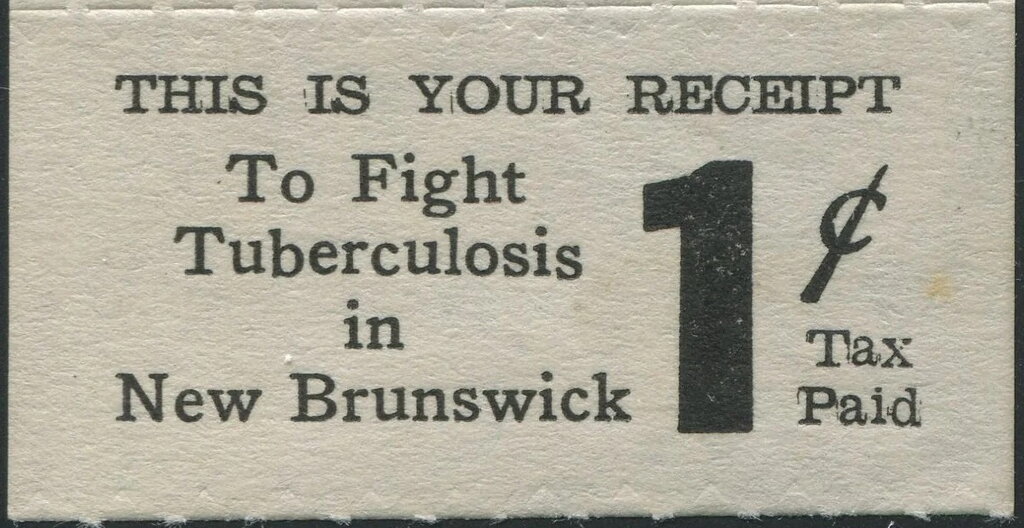 THIS IS YOUR RECEIPT
To Fight
Tuberculosis
in
New Brunswick
1¢
Tax
Paid